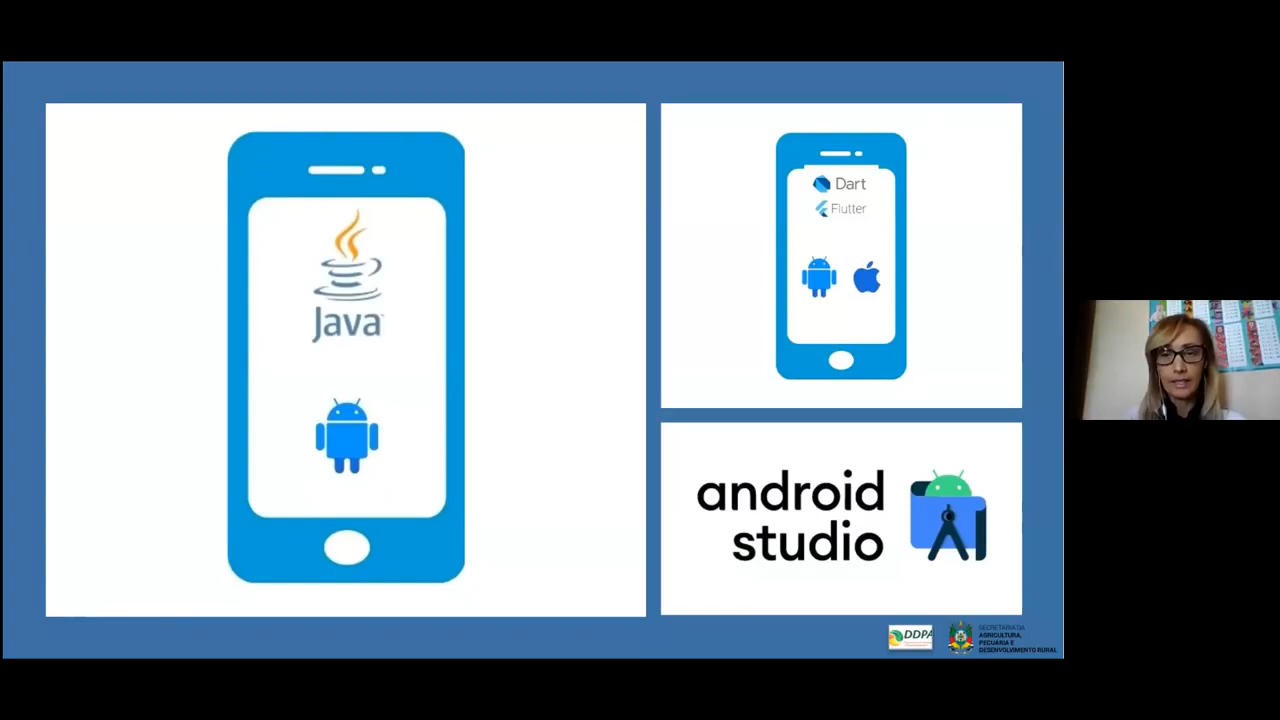 Java
Dart
Flutter
android
studio
DDPA
SECRETARIA DA
AGRICULTURA,
PECUÁRIA E
DESENVOLVIMENTO RURAL